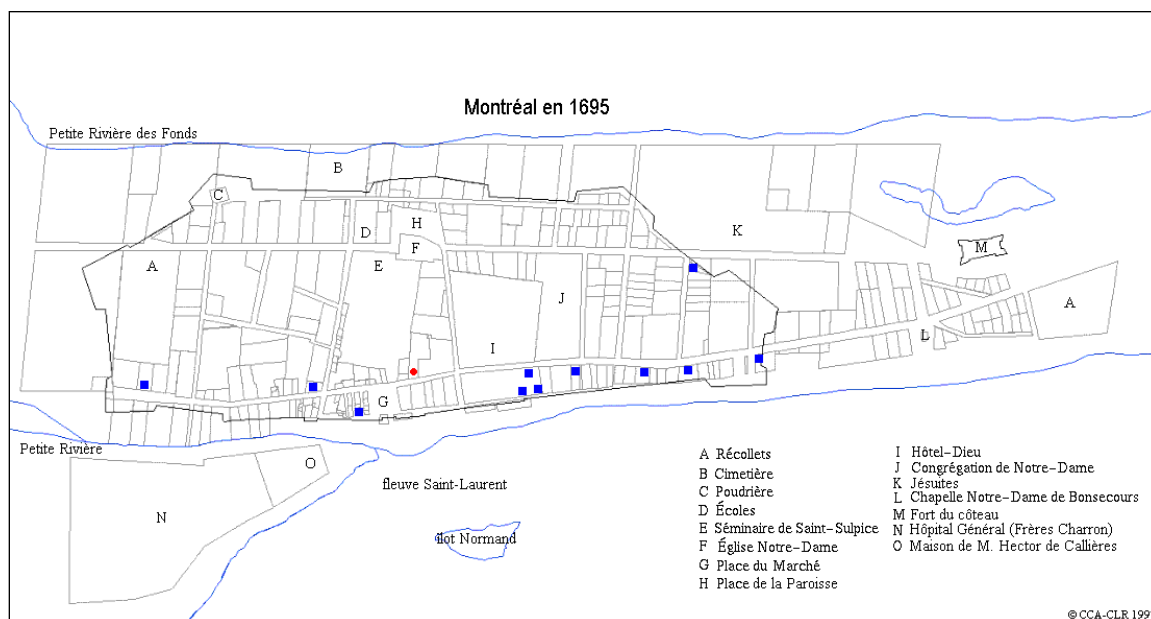 Montréal en 1695
Petite Rivière des Fonds
B
C
H
D
F
K
M
E
A
A
J
L
I
G
Petite Rivière
O
fleuve Saint-Laurent
N
îlot Normand
A Récollets
B Cimetière
C Poudrière
D Écoles
E Séminaire de Saint-Sulpice
F Église Notre-Dame
G Place du Marché
H Place de la Paroisse
I Hôtel-Dieu
J Congrégation de Notre-Dame
K Jésuites
L Chapelle Notre-Dame de Bonsecours
M Fort du côteau
N Hôpital Général (Frères Charron)
O Maison de M. Hector de Callières
© CCA-CLR